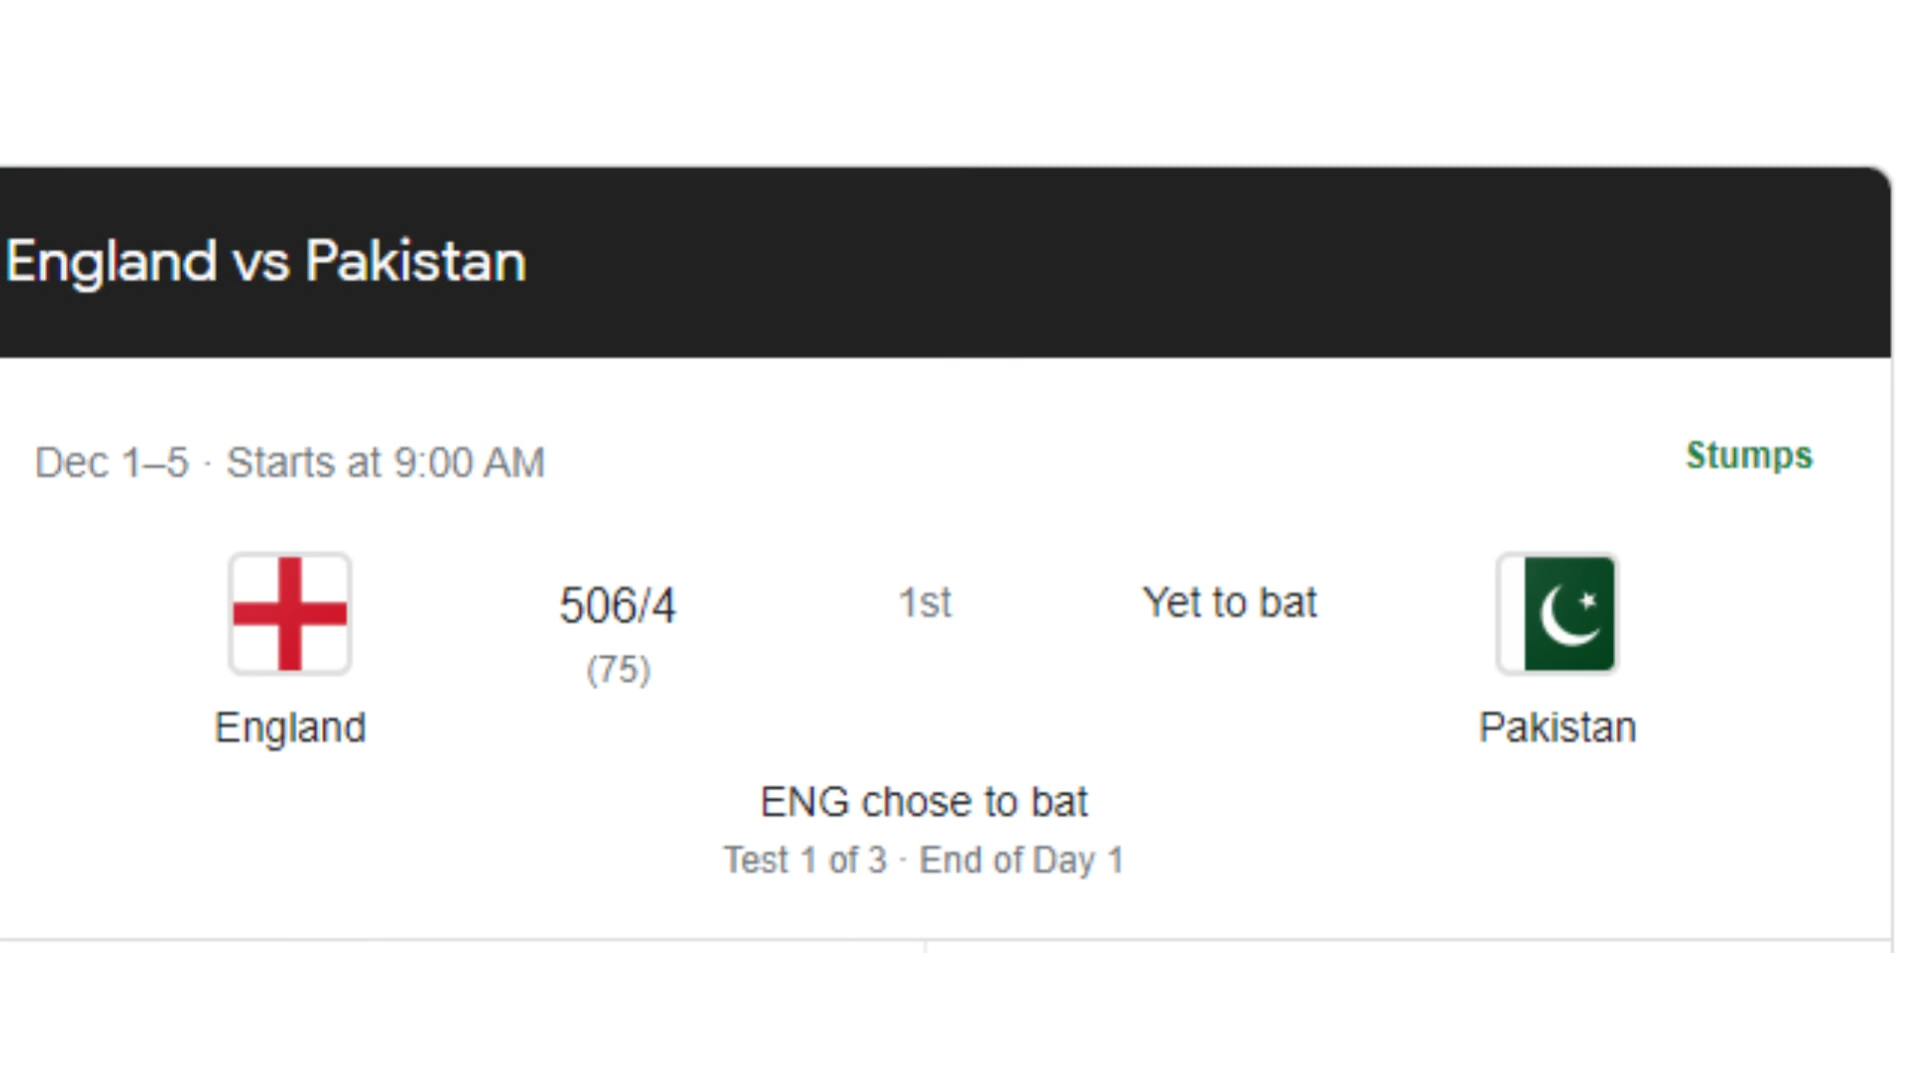 England vs Pakistan
Dec 1–5 · Starts at 9:00 AM
Stumps
506/4
(75)
1st
Yet to bat
England
Pakistan
ENG chose to bat
Test 1 of 3 · End of Day 1